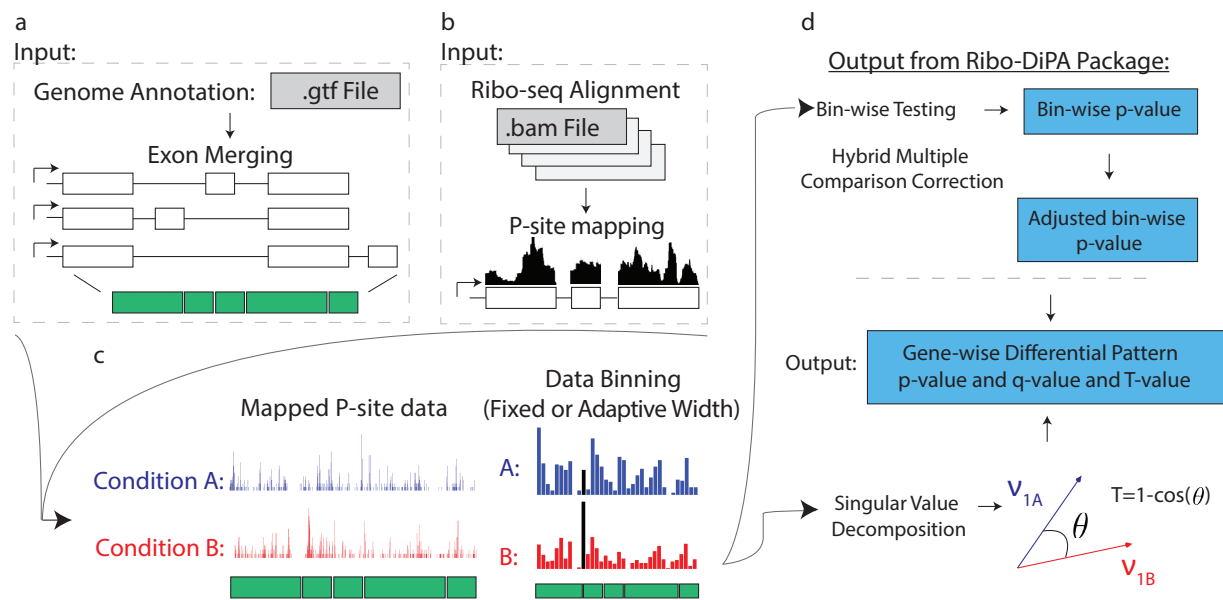 a
Input:
Genome Annotation:
.gtf File
Exon Merging
b
Input:
Ribo-seq Alignment
.bam File
P-site mapping
c
Mapped P-site data
Data Binning
(Fixed or Adaptive Width)
Condition A:
A:
Condition B:
B:
d
Output from Ribo-DiPA Package:
Bin-wise Testing
Bin-wise p-value
Hybrid Multiple
Comparison Correction
Adjusted bin-wise
p-value
Output:
Gene-wise Differential Pattern
p-value and q-value and T-value
Singular Value
Decomposition
ν1A
T=1-cos(θ)
θ
ν1B